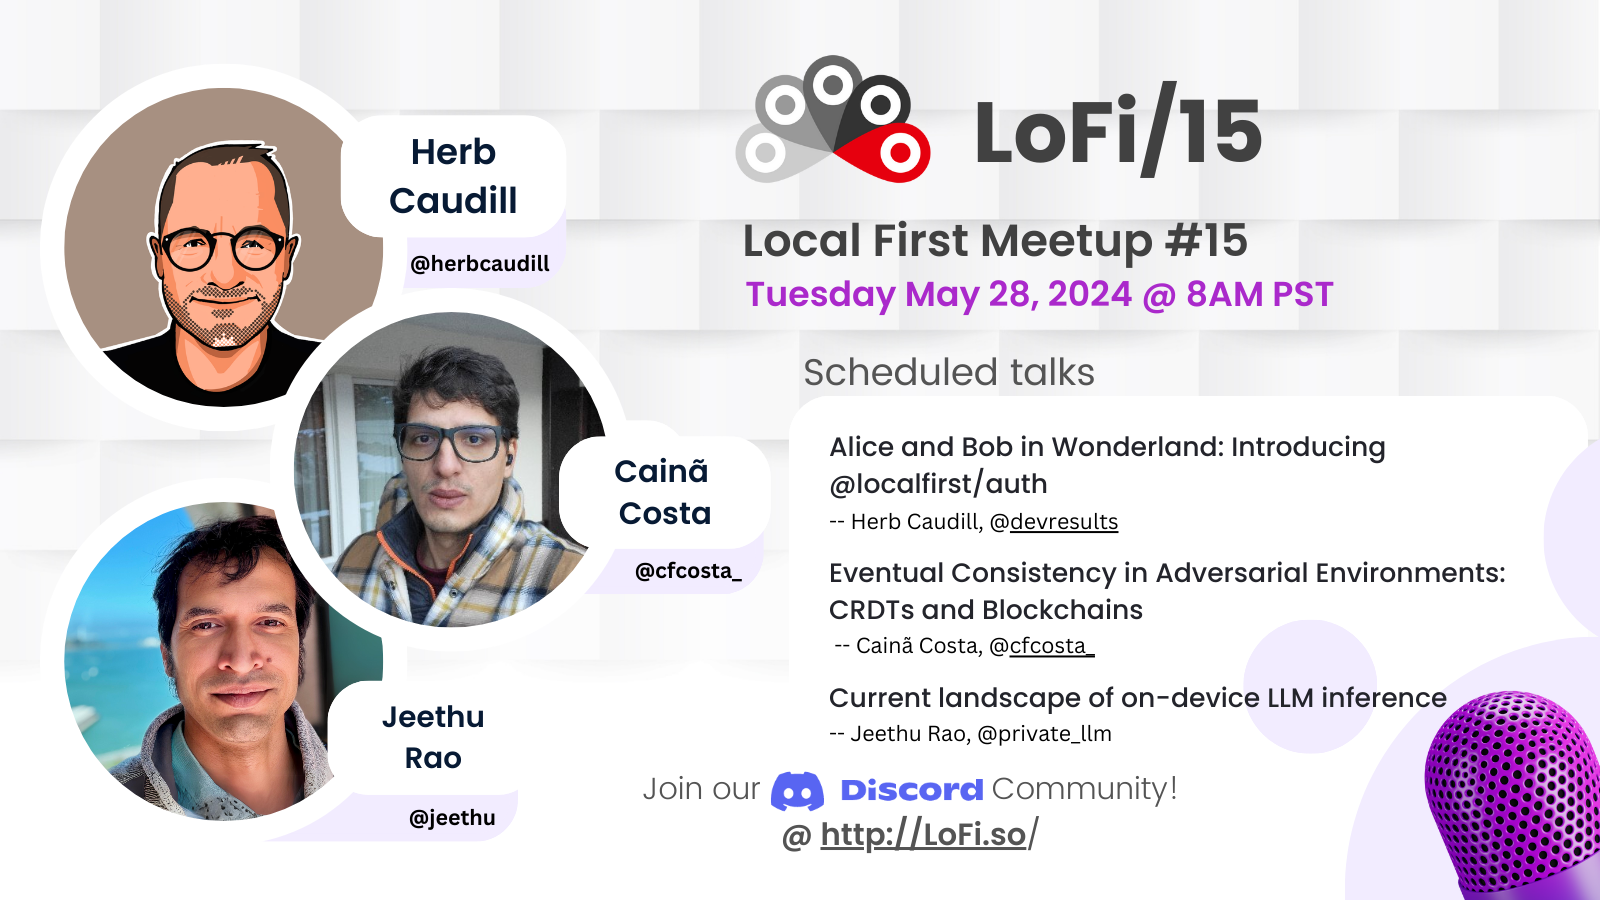 Herb
Caudill
@herbcaudill
Cainã
Costa
@cfcosta_
Jeethu
Rao
@jeethu
LoFi/15
Local First Meetup #15
Tuesday May 28, 2024 @ 8AM PST
Scheduled talks
Alice and Bob in Wonderland: Introducing
@localfirst/auth
-- Herb Caudill, @devresults
Eventual Consistency in Adversarial Environments:
CRDTs and Blockchains
-- Cainã Costa, @cfcosta_
Current landscape of on-device LLM inference
-- Jeethu Rao, @private_llm
Join our Discord Community!
@ http://LoFi.so/